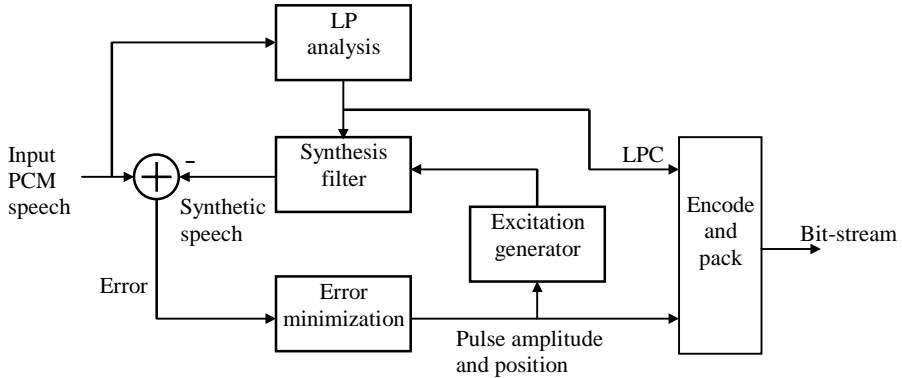 LP
analysis
Input
PCM
speech
-
Synthesis
filter
LPC
Synthetic
speech
Excitation
generator
Encode
and
pack
Bit-stream
Error
Error
minimization
Pulse amplitude
and position